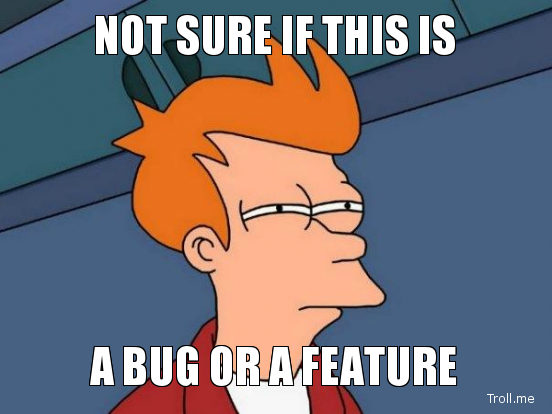 NOT SURE IF THIS IS
A BUG OR A FEATURE
Troll.me